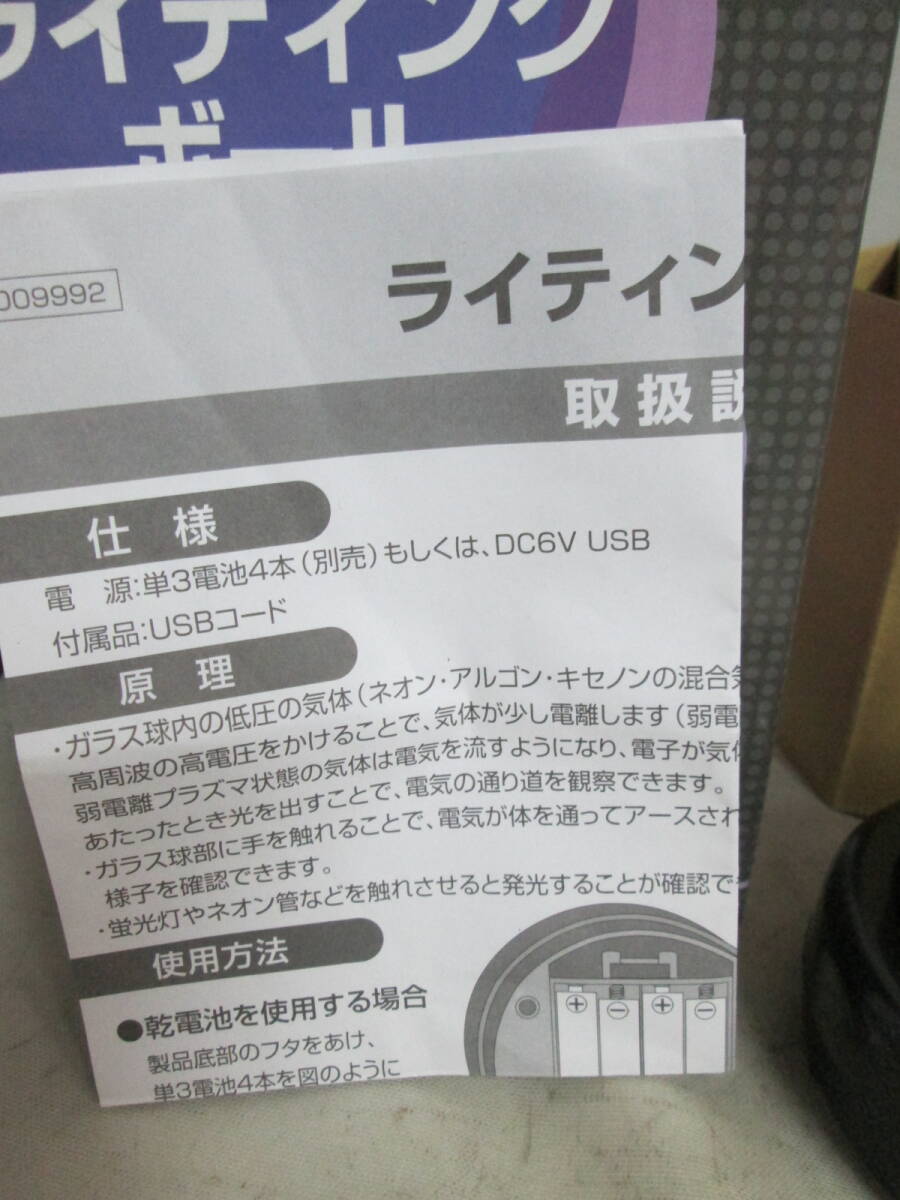 ライティング
ボール
009992
ライティン
取扱説
仕様
電 源:単3電池4本(別売)もしくは、DC6V USB
付属品:USBコード
原理
・ガラス球内の低圧の気体(ネオン・アルゴン・キセノンの混合気
高周波の高電圧をかけることで、気体が少し電離します(弱電
弱電離プラズマ状態の気体は電気を流すようになり、電子が気体
あたったとき光を出すことで、電気の通り道を観察できます。
・ガラス球部に手を触れることで、電気が体を通ってアースされ
様子を確認できます。
・蛍光灯やネオン管などを触れさせると発光することが確認で
使用方法
●乾電池を使用する場合
製品底部のフタをあけ、
単3電池4本を図のように
+ − + −